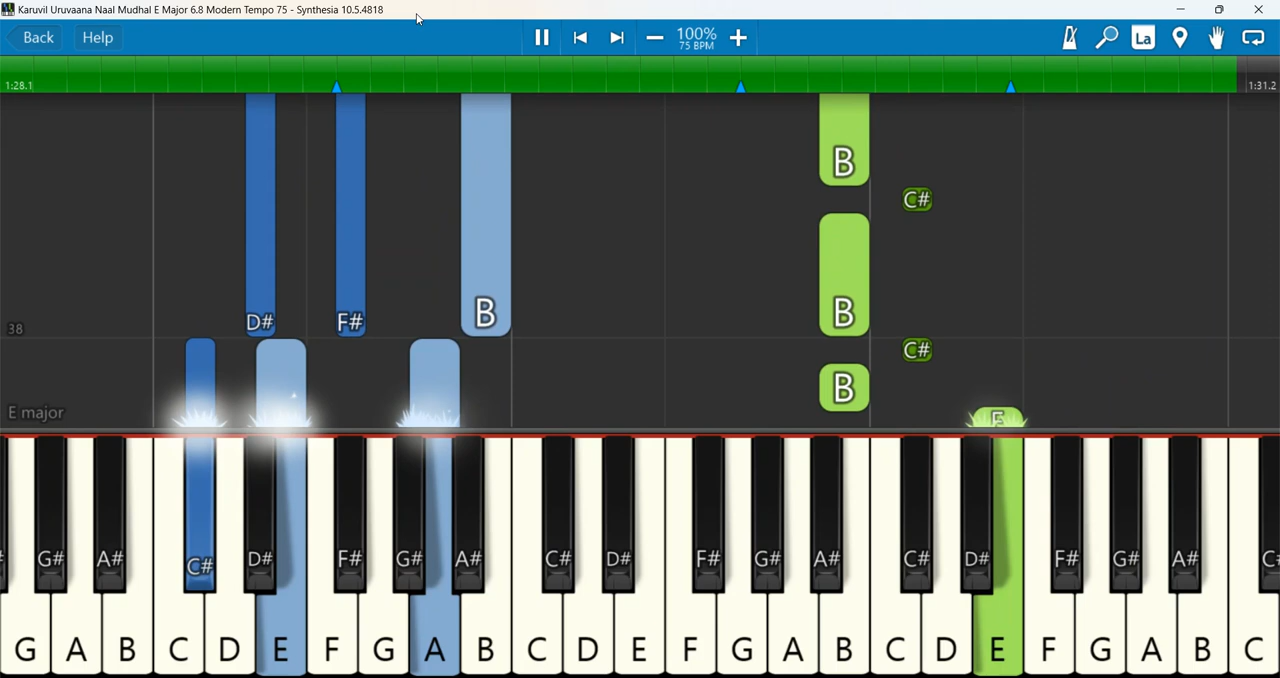 Karuvil Uruvaana Naal Mudhal E Major 6.8 Modern Tempo 75 - Synthesia 10.5.4818
Back Help 100% La
75 BPM
1:28.1 1:31.2
B
C#
D# F# B B
38
C#
B
E major
E
G# A# C# D# F# G# A# C# D# F# G# A# C# D# F# G# A#
G A B C D E F G A B C D E F G A B C D E F G A B C